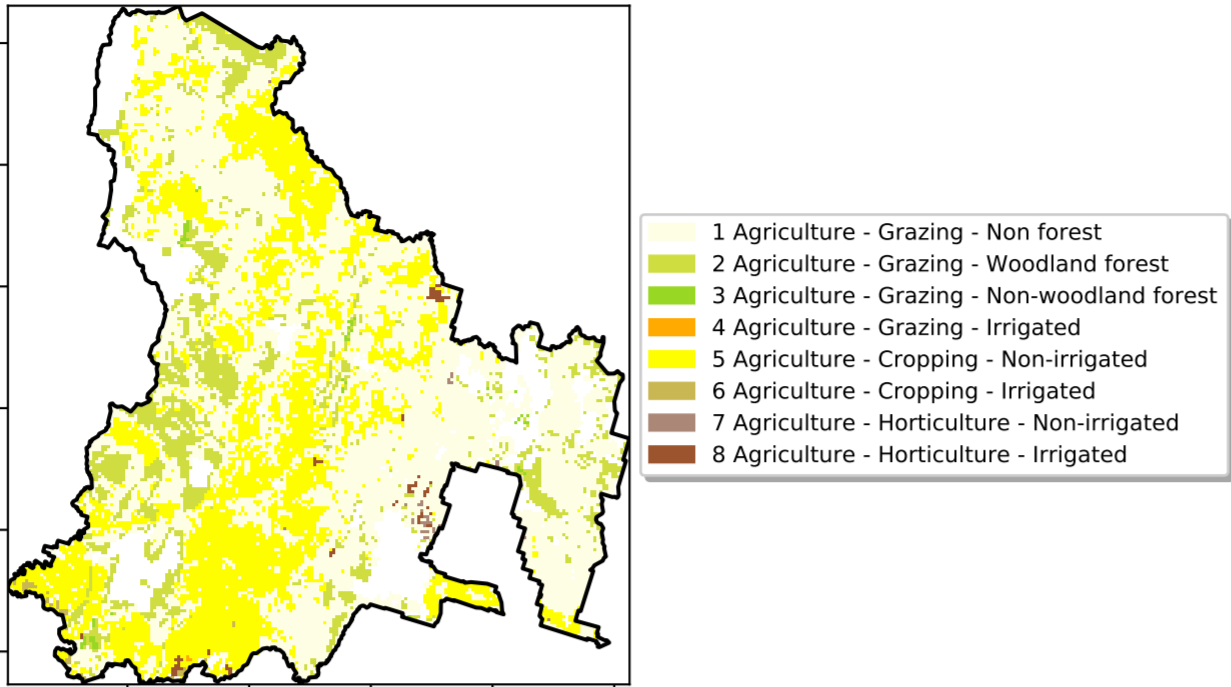 1 Agriculture - Grazing - Non forest
2 Agriculture - Grazing - Woodland forest
3 Agriculture - Grazing - Non-woodland forest
4 Agriculture - Grazing - Irrigated
5 Agriculture - Cropping - Non-irrigated
6 Agriculture - Cropping - Irrigated
7 Agriculture - Horticulture - Non-irrigated
8 Agriculture - Horticulture - Irrigated